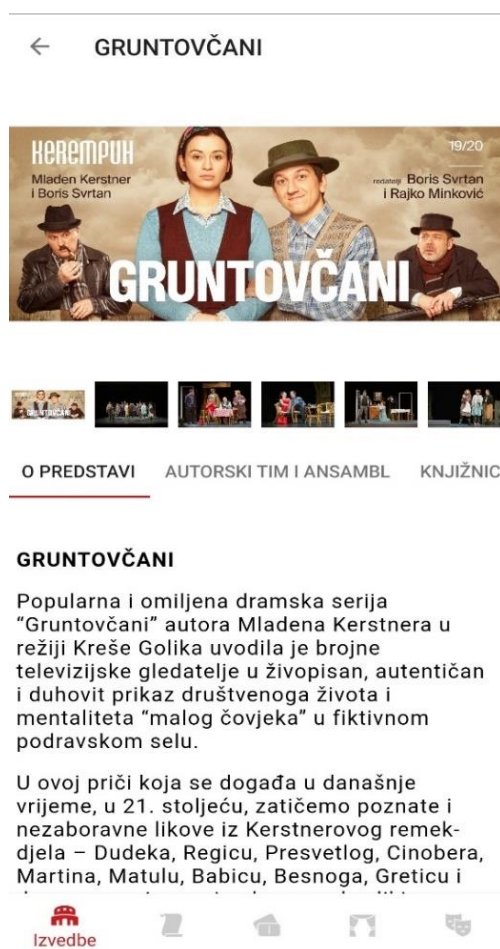 GRUNTOVČANI
KEREMPUH
19/20
Mladen Kerstner
i Boris Svrtan
redatelji Boris Svrtan
i Rajko Minković
GRUNTOVČANI
O PREDSTAVI AUTORSKI TIM I ANSAMBL KNJIŽNIC
GRUNTOVČANI
Popularna i omiljena dramska serija
“Gruntovčani” autora Mladena Kerstnera u
režiji Kreše Golika uvodila je brojne
televizijske gledatelje u živopisan, autentičan
i duhovit prikaz društvenoga života i
mentaliteta “malog čovjeka” u fiktivnom
podravskom selu.
U ovoj priči koja se događa u današnje
vrijeme, u 21. stoljeću, zatičemo poznate i
nezaboravne likove iz Kerstnerovog remek-
djela – Dudeka, Regicu, Presvetlog, Cinobera,
Martina, Matulu, Babicu, Besnoga, Greticu i
Izvedbe